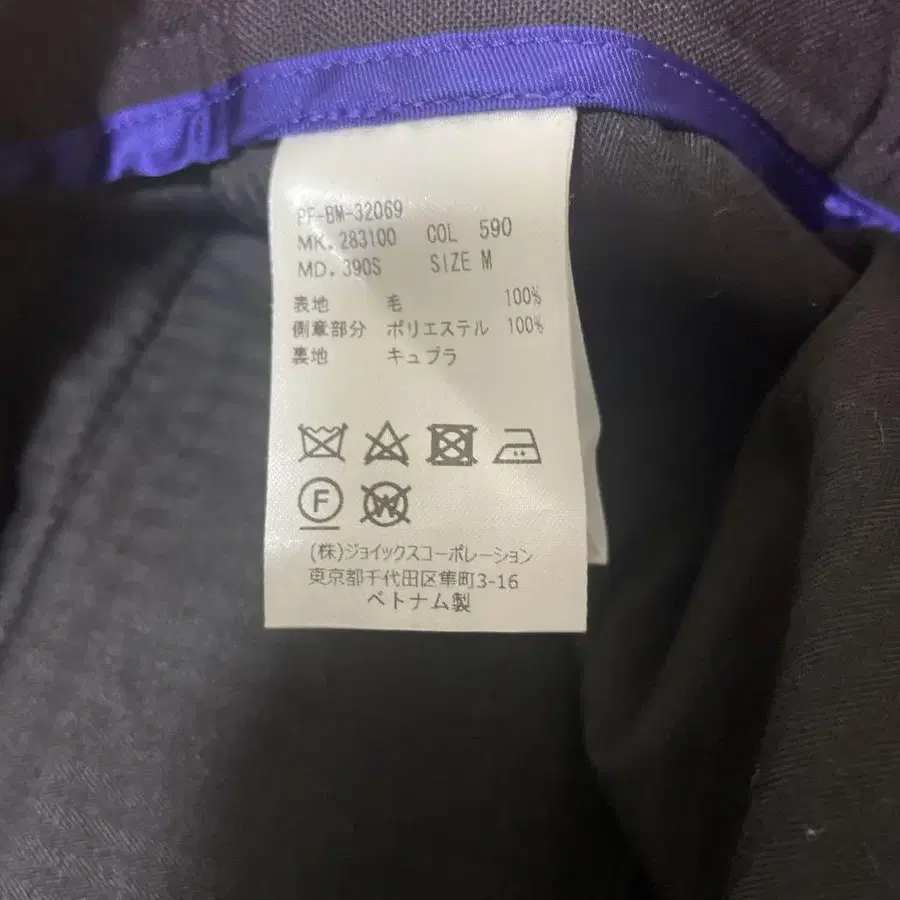 PF-BM-32069
MK. 283100 COL 590
MD. 390S SIZE M
表地 毛 100%
側章部分 ポリエステル 100%
裏地 キュプラ
F
W
(株)ジョイックスコーポレーション
東京都千代田区隼町3-16
ベトナム製